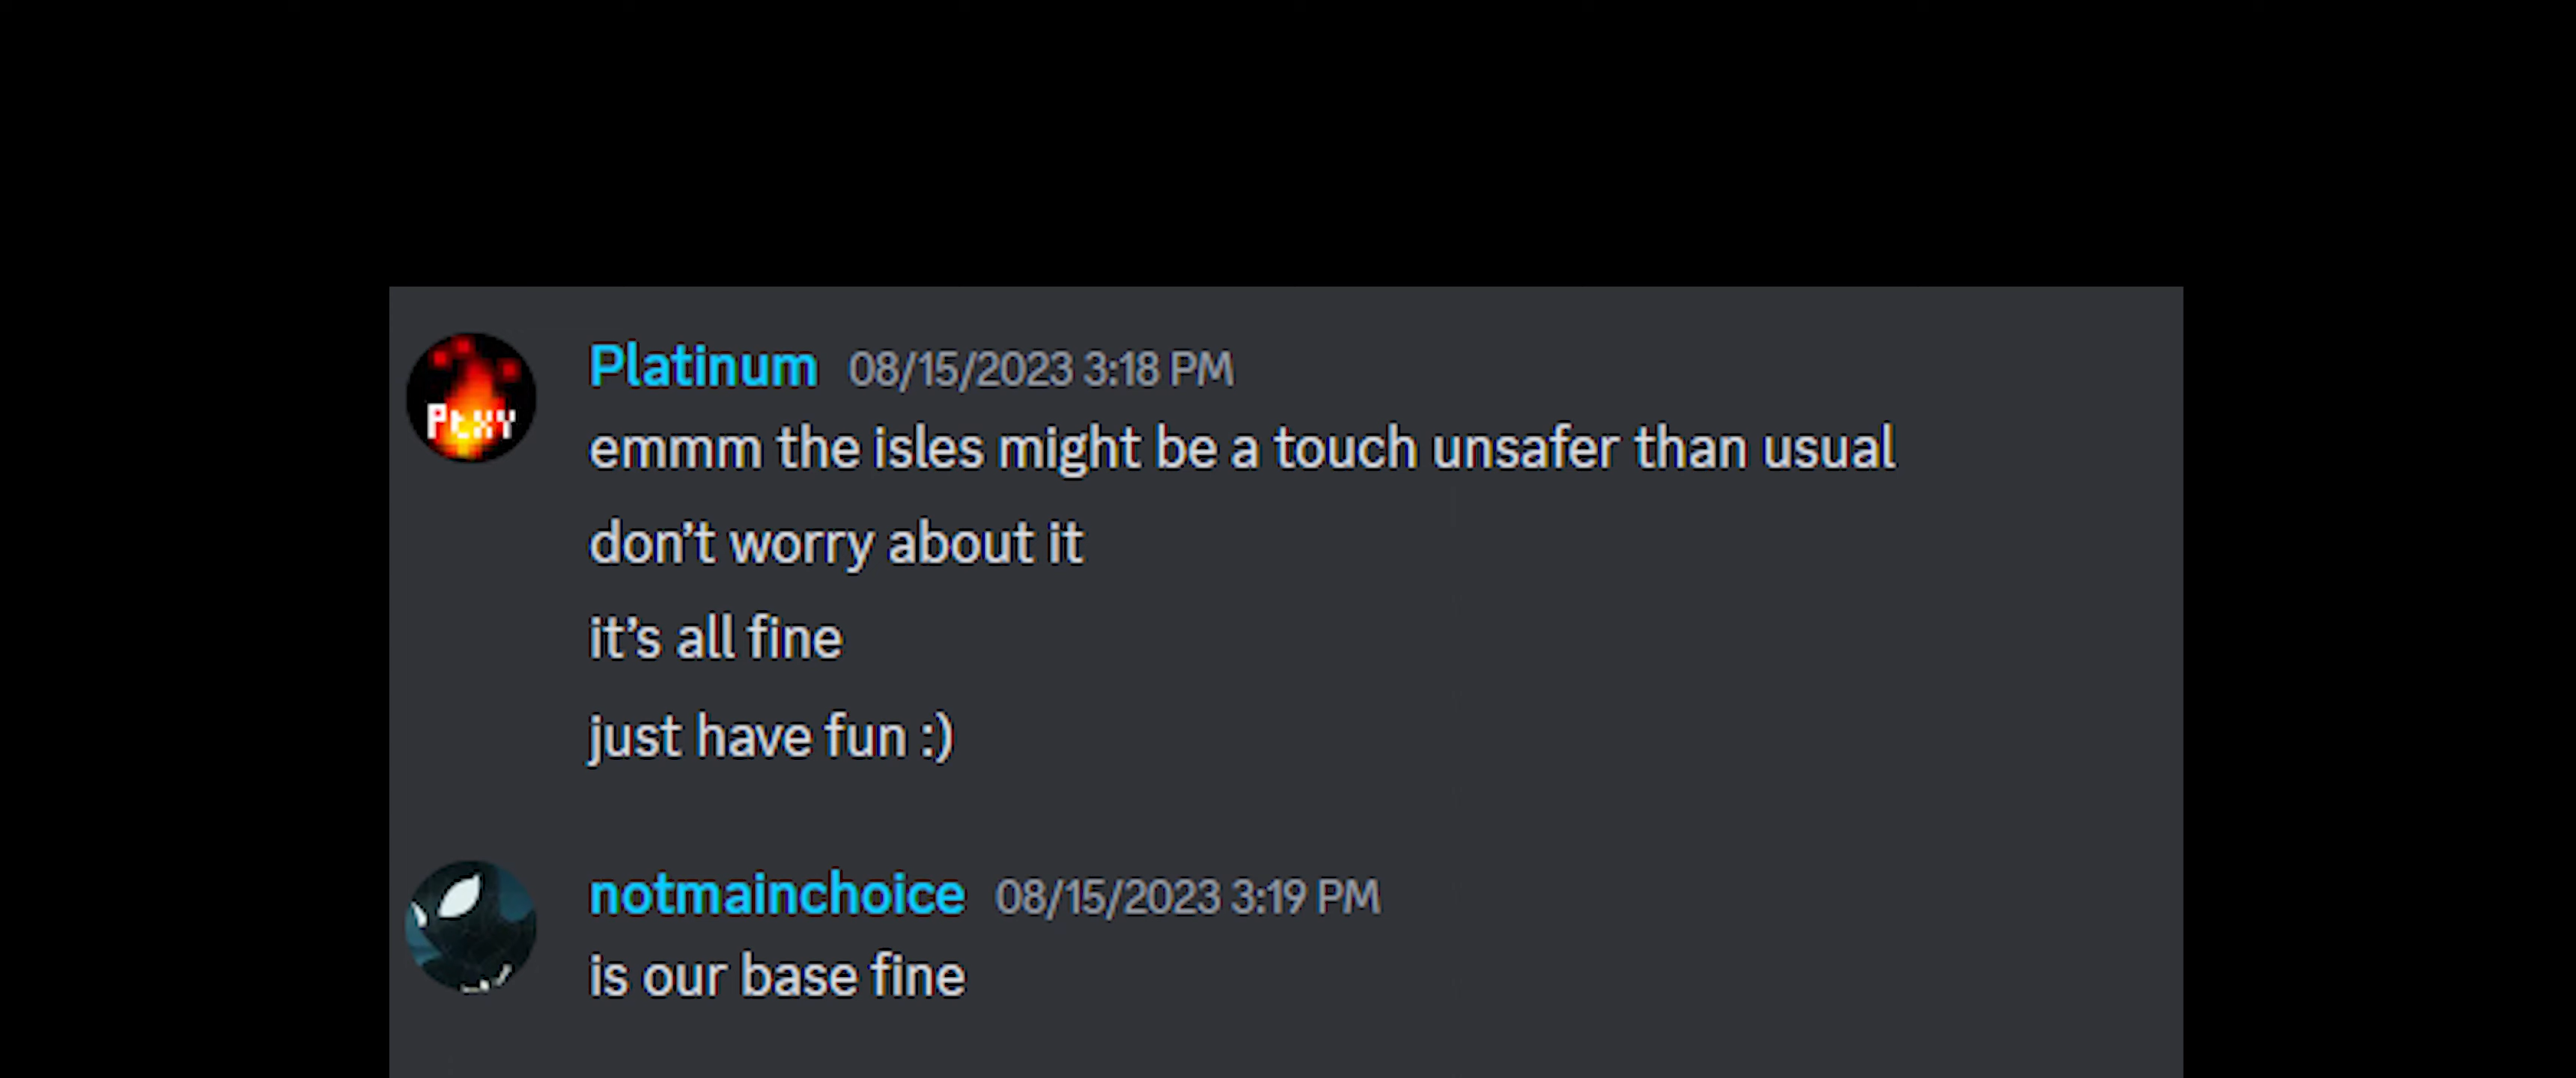 Platinum 08/15/2023 3:18 PM
emmm the isles might be a touch unsafer than usual
don’t worry about it
it’s all fine
just have fun :)
PtXY
notmainchoice 08/15/2023 3:19 PM
is our base fine